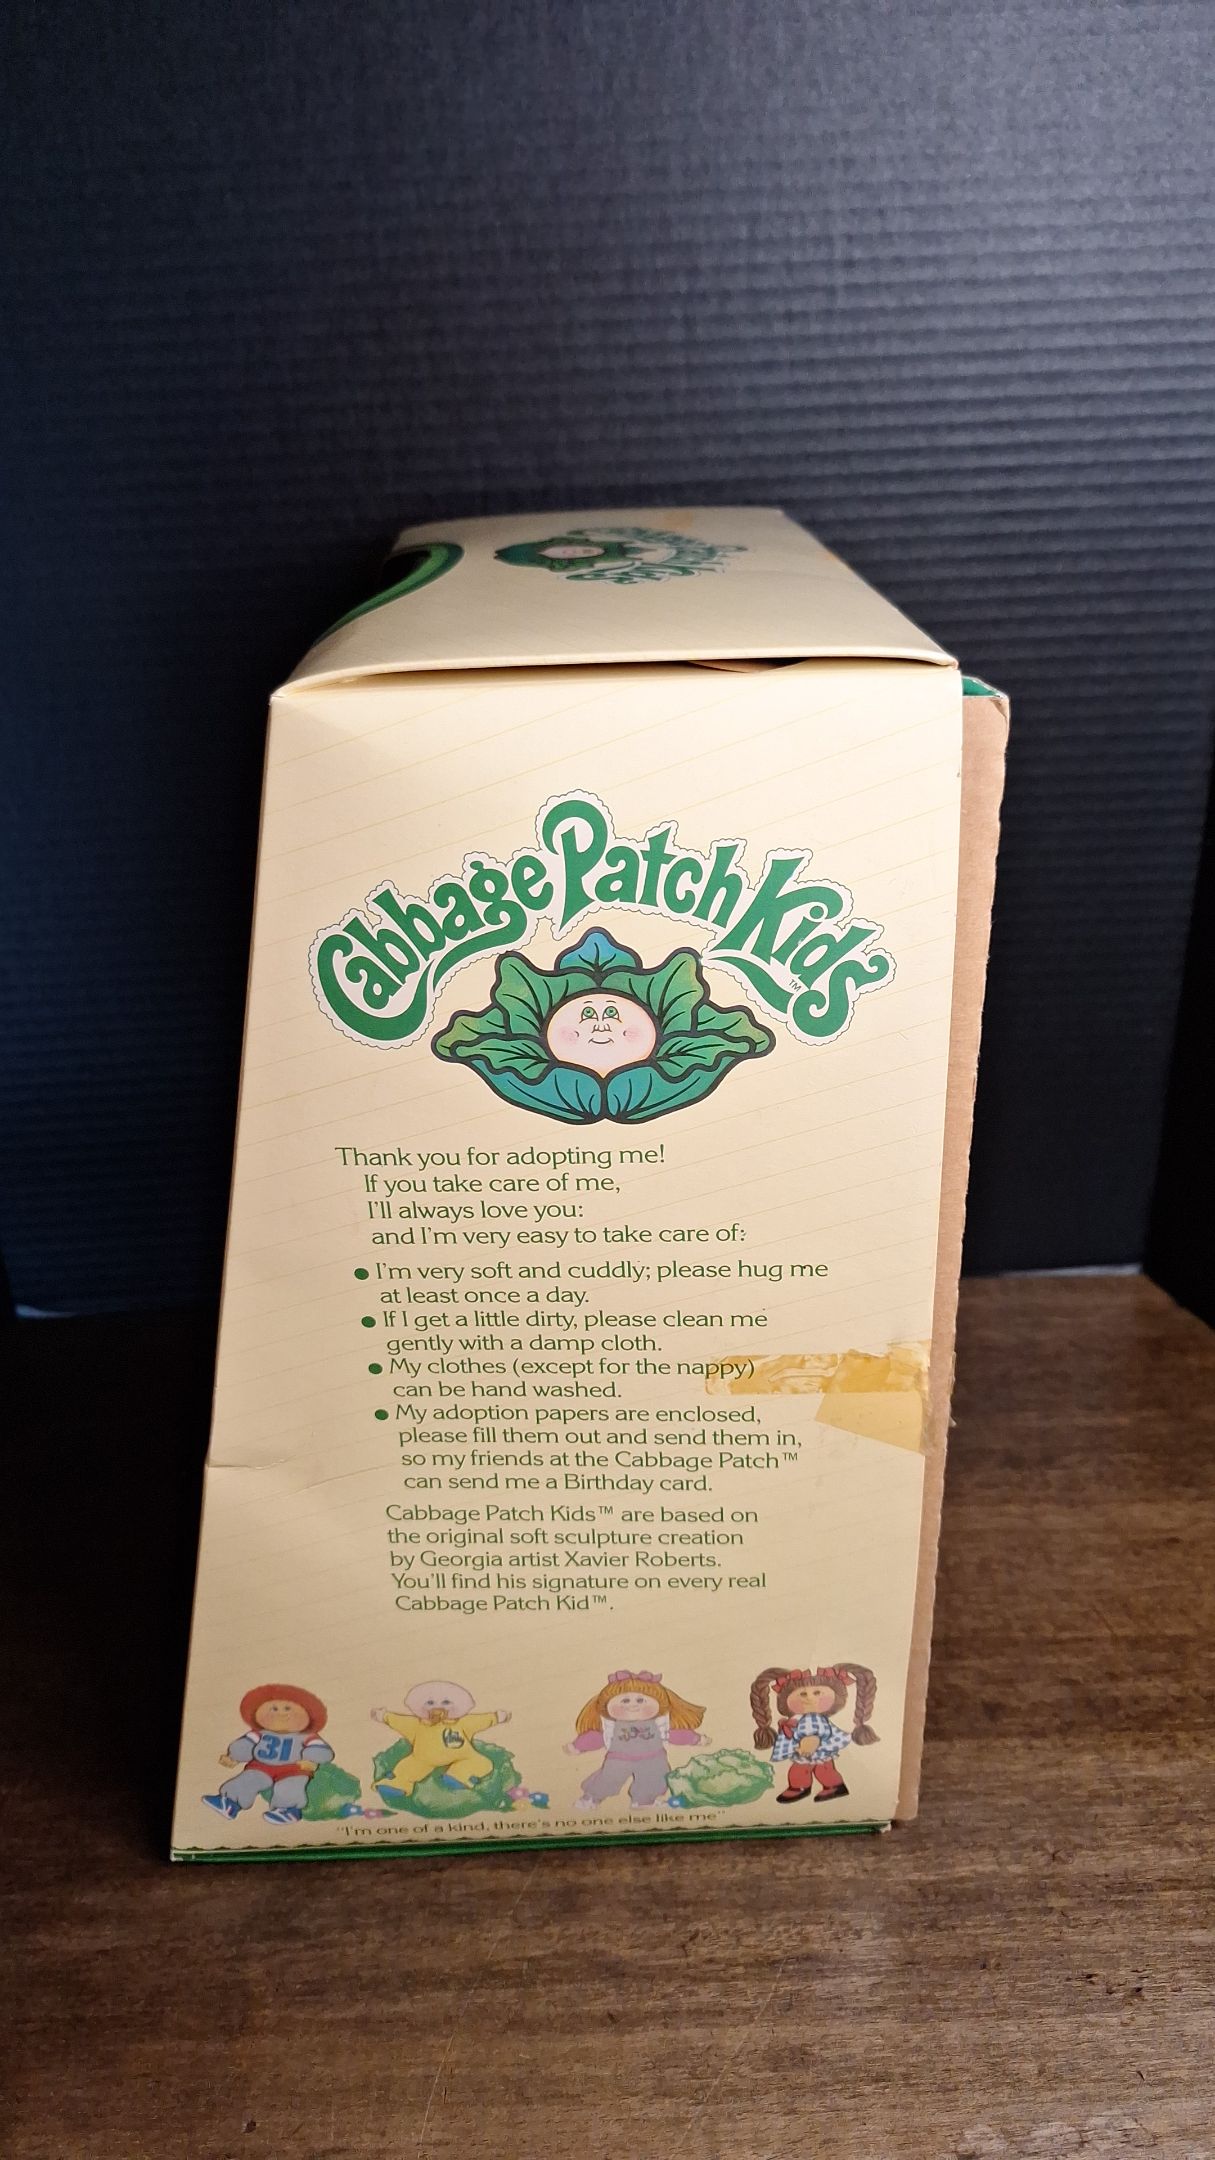 Cabbage Patch Kids
Cabbage Patch Kids™
Thank you for adopting me!
If you take care of me,
I'll always love you:
and I'm very easy to take care of:
● I'm very soft and cuddly; please hug me
at least once a day.
● If I get a little dirty, please clean me
gently with a damp cloth.
● My clothes (except for the nappy)
can be hand washed.
● My adoption papers are enclosed,
please fill them out and send them in,
so my friends at the Cabbage Patch™
can send me a Birthday card.
Cabbage Patch Kids™ are based on
the original soft sculpture creation
by Georgia artist Xavier Roberts.
You'll find his signature on every real
Cabbage Patch Kid™.
31
"I'm one of a kind, there's no one else like me"